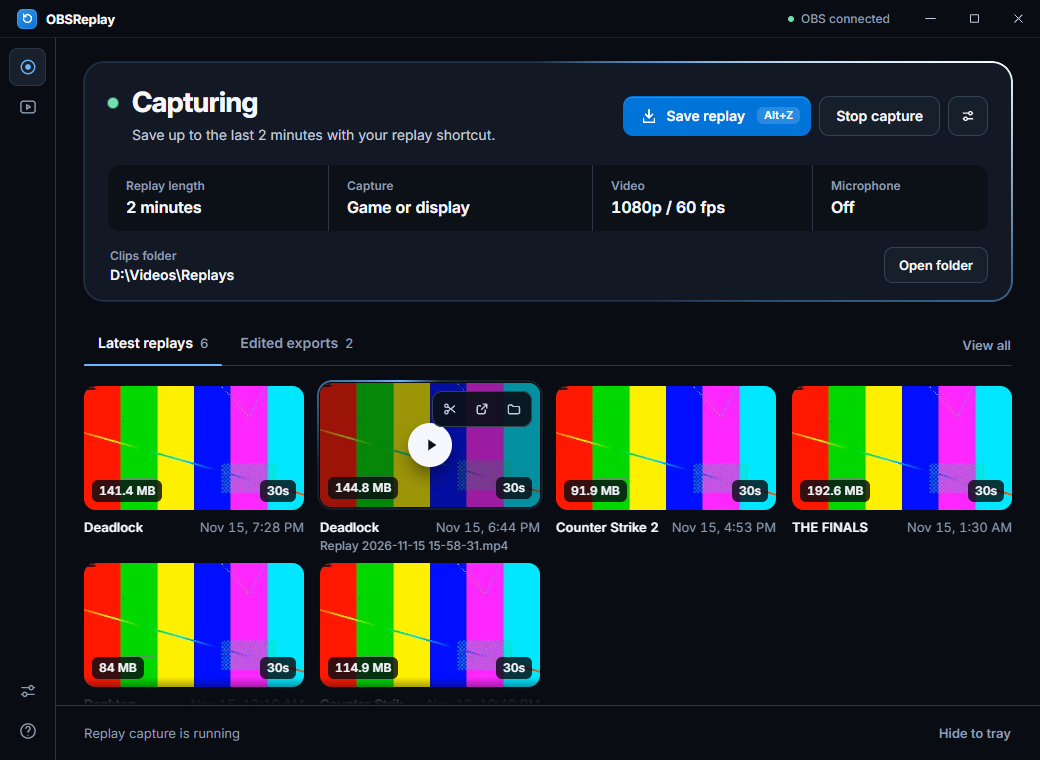 OBSReplay
OBS connected
Capturing
Save up to the last 2 minutes with your replay shortcut.
Save replay Alt+Z
Stop capture
Replay length
2 minutes
Capture
Game or display
Video
1080p / 60 fps
Microphone
Off
Clips folder
D:\Videos\Replays
Open folder
Latest replays 6
Edited exports 2
View all
141.4 MB 30s
144.8 MB 30s
91.9 MB 30s
192.6 MB 30s
Deadlock Nov 15, 7:28 PM
Deadlock Nov 15, 6:44 PM
Replay 2026-11-15 15-58-31.mp4
Counter Strike 2 Nov 15, 4:53 PM
THE FINALS Nov 15, 1:30 AM
84 MB 30s
114.9 MB 30s
Replay capture is running
Hide to tray